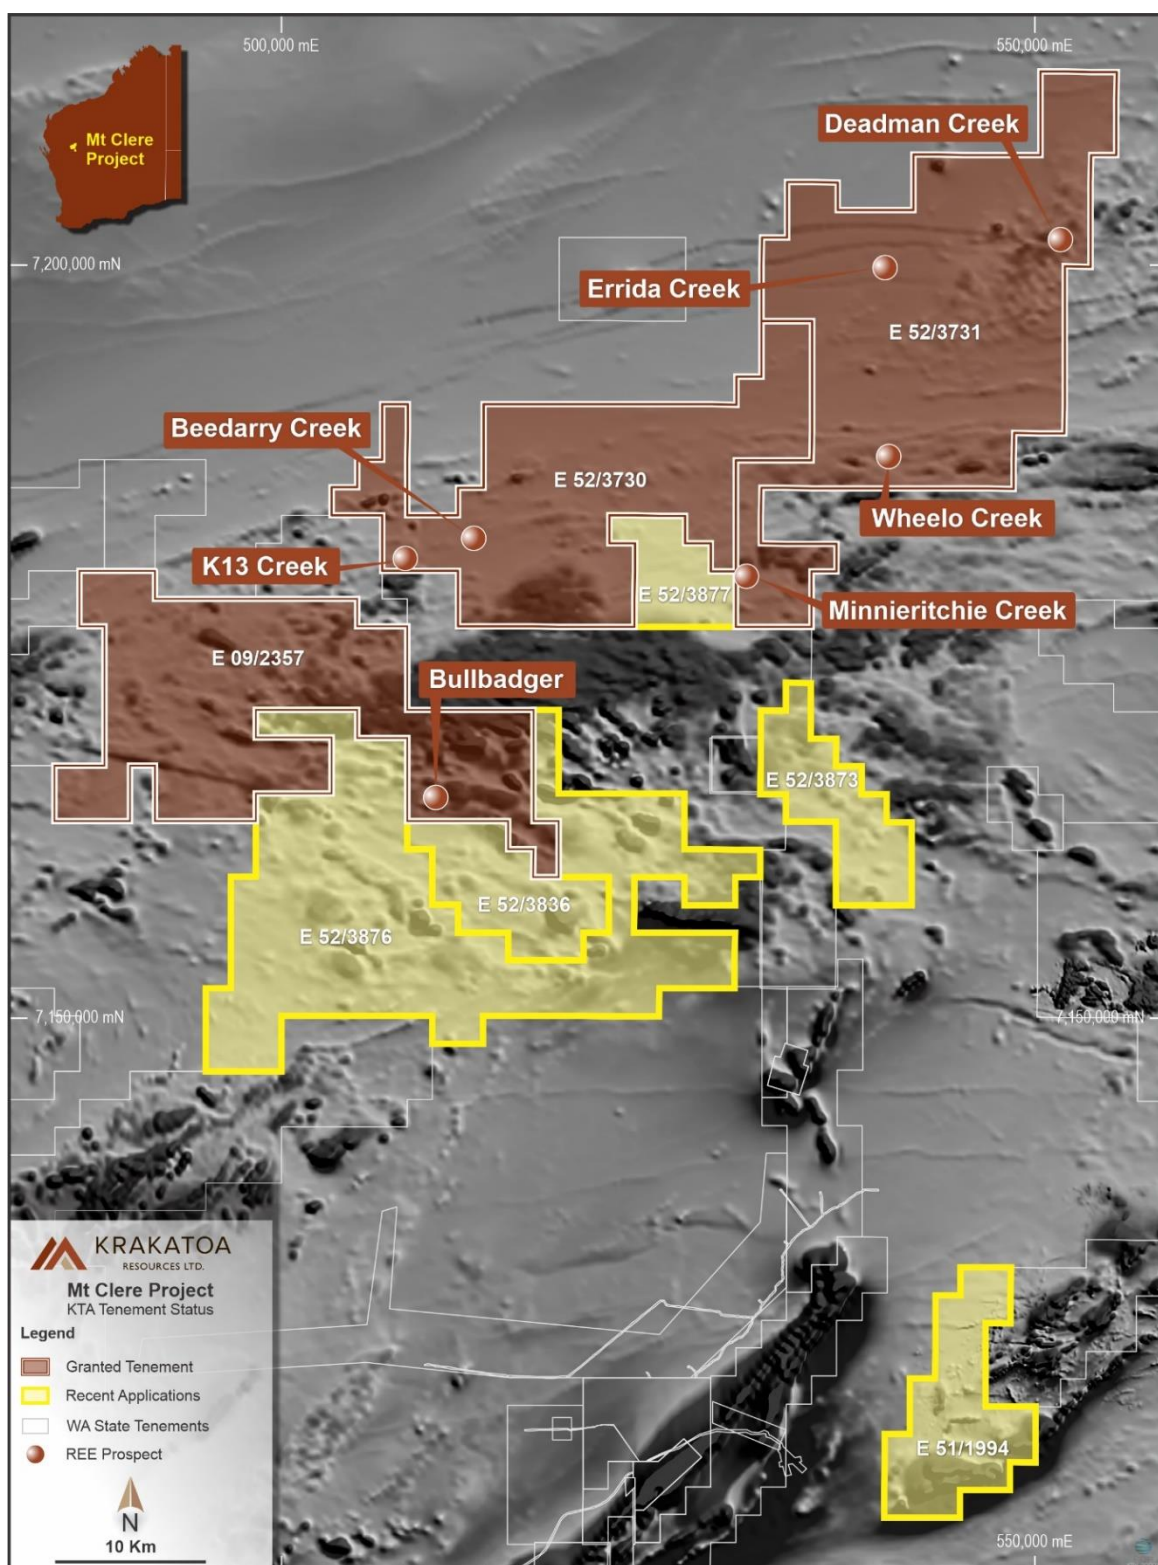 500,000 mE
550,000 mE
Mt Clere
Project
Deadman Creek
7,200,000 mN
Errida Creek
E 52/3731
Beedarry Creek
E 52/3730
Wheelo Creek
K13 Creek
E 52/3877
Minnieritchie Creek
E 09/2357
Bullbadger
E 52/3873
E 52/3836
E 52/3876
7,150,000 mN
7,150,000 mN
KRAKATOA
RESOURCES LTD.
Mt Clere Project
KTA Tenement Status
Legend
Granted Tenement
Recent Applications
WA State Tenements
REE Prospect
N
10 Km
E 51/1994
550,000 mE